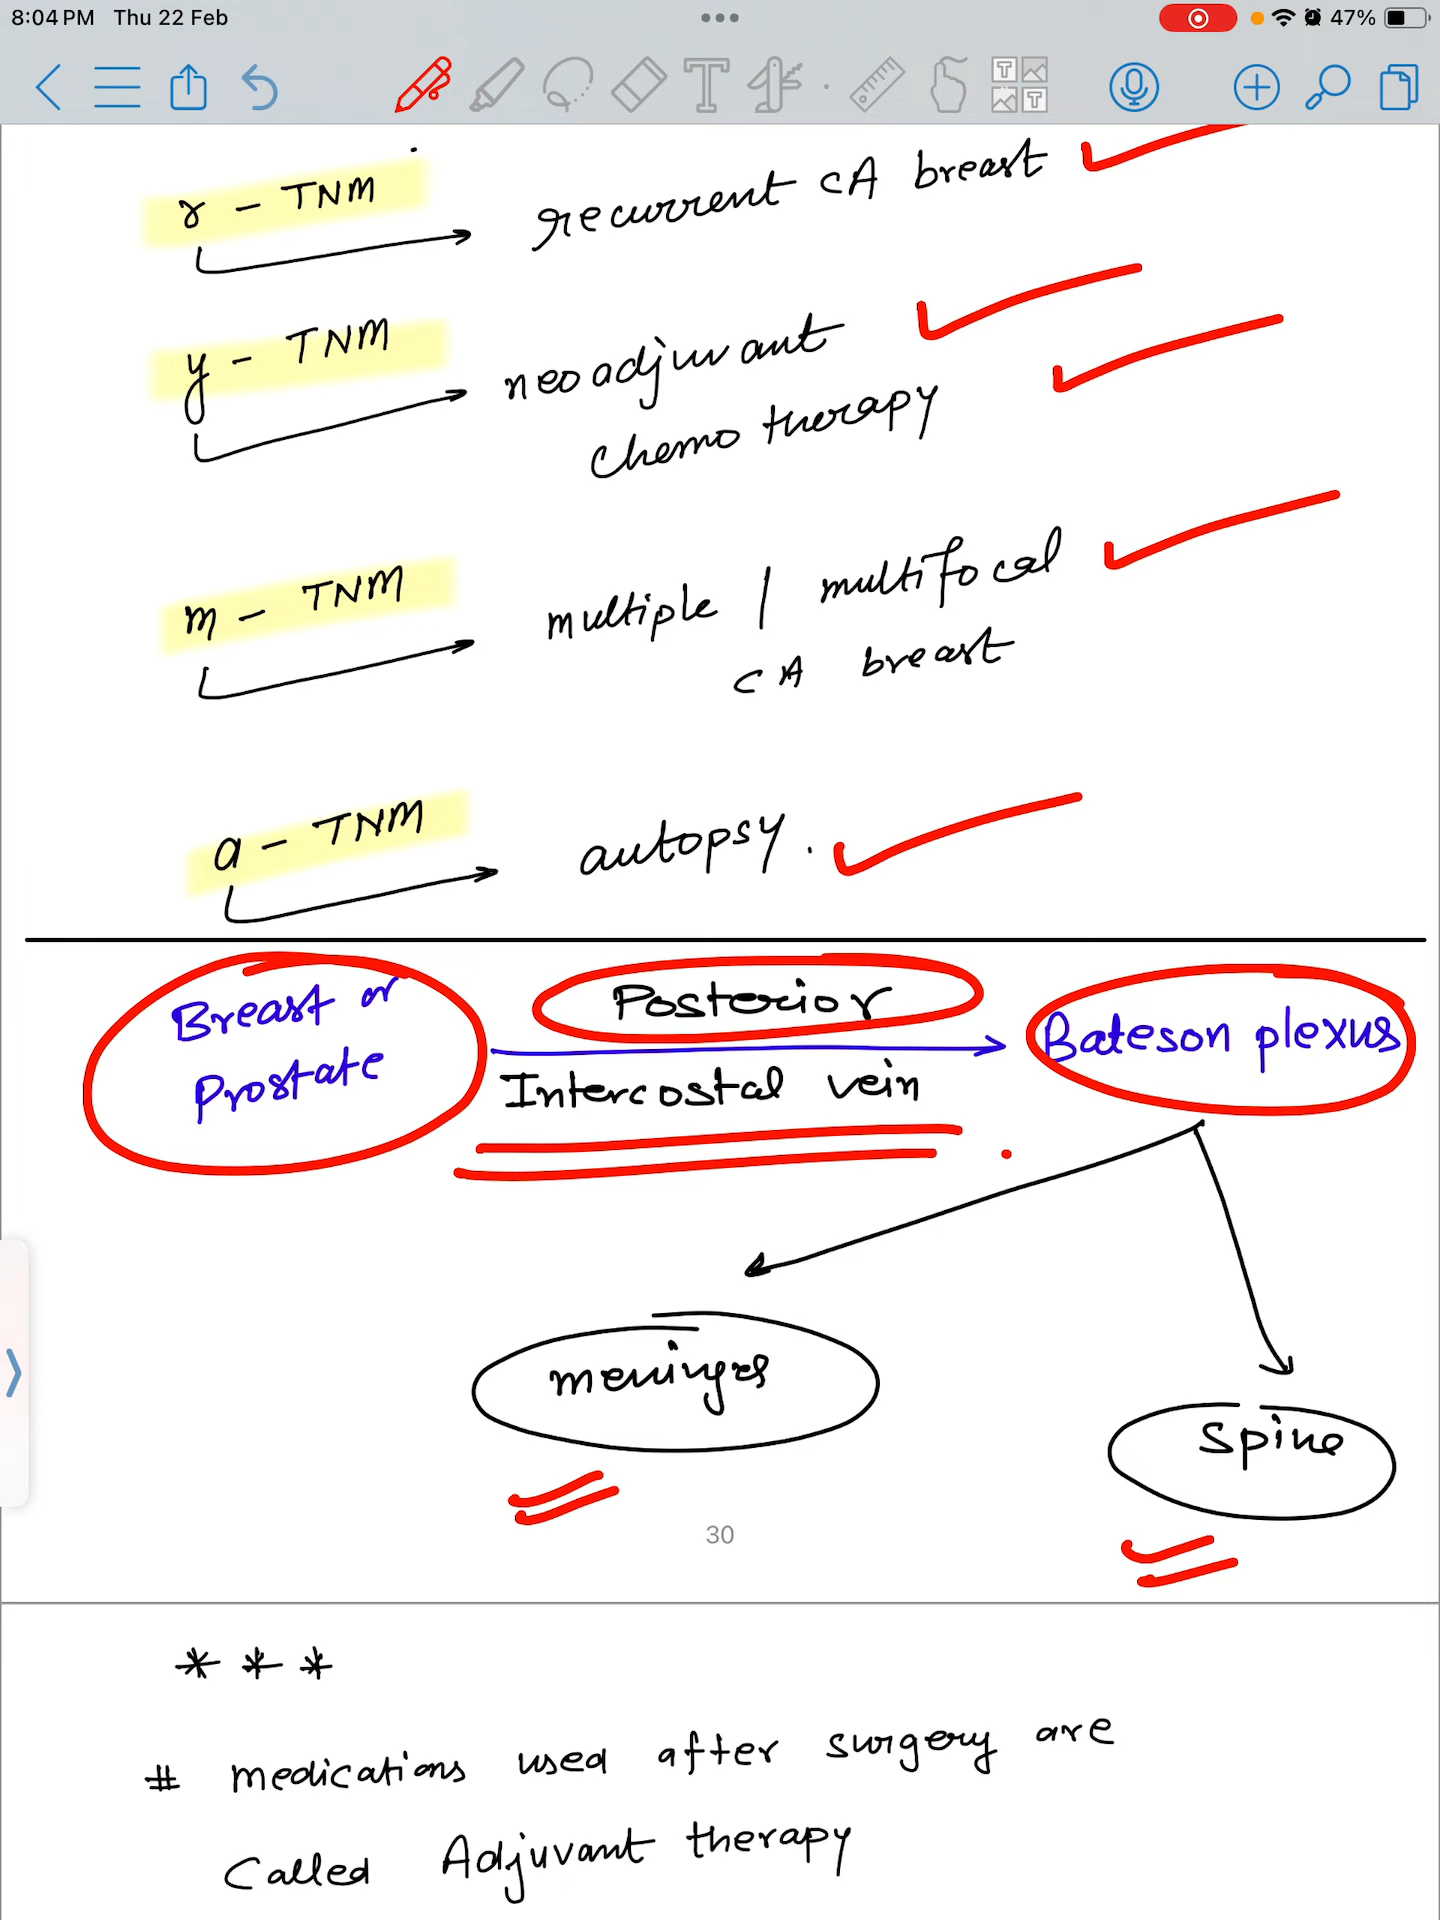 8:04 PM Thu 22 Feb
47%
r - TNM
recurrent CA breast
y - TNM
neoadjuvant
chemo therapy
m - TNM
multiple / multifocal
CA breast
a - TNM
autopsy.
Breast or
Prostate
Posterior
Intercostal vein
Bateson plexus
meninges
Spine
30
* * *
# medications used after surgery are
Called Adjuvant therapy